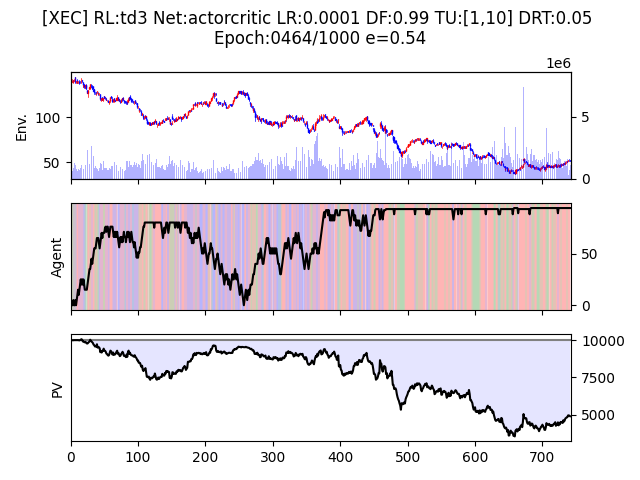 [XEC] RL:td3 Net:actorcritic LR:0.0001 DF:0.99 TU:[1,10] DRT:0.05
Epoch:0464/1000 e=0.54
1e6
Env.
100
50
5
0
Agent
50
0
PV
10000
7500
5000
0 100 200 300 400 500 600 700